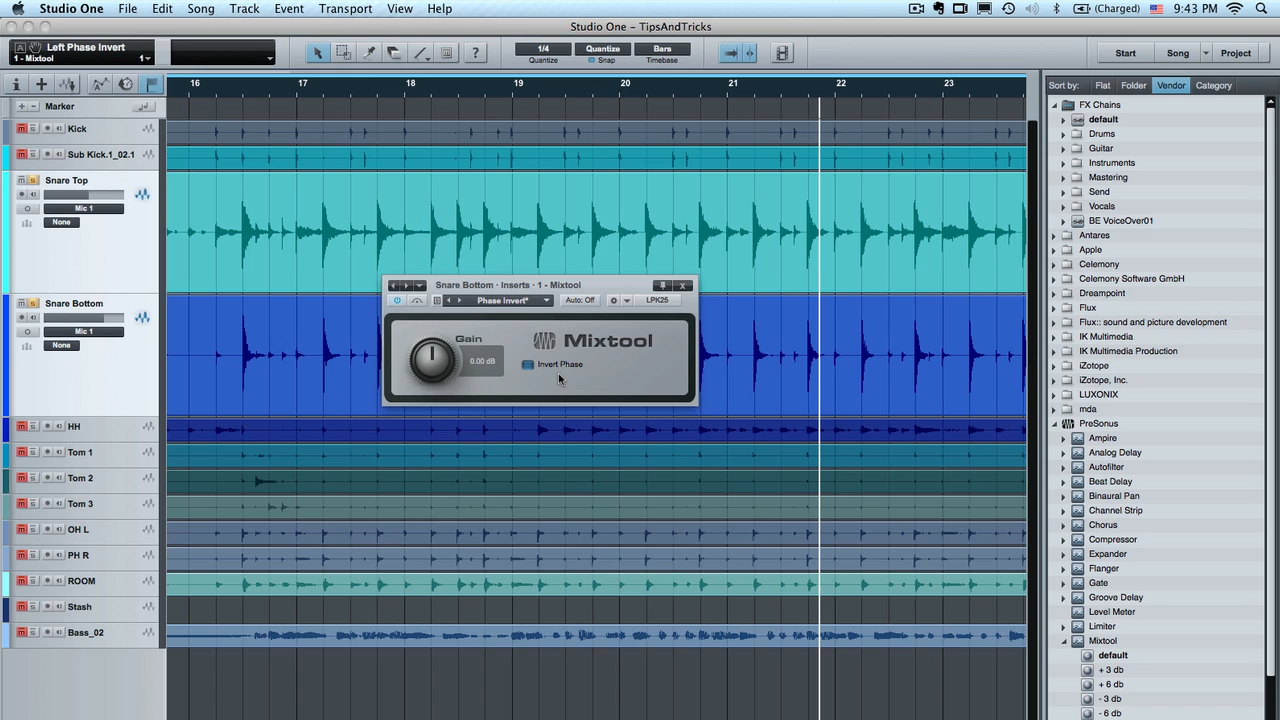 Studio One File Edit Song Track Event Transport View Help (Charged) 9:43 PM
Studio One - TipsAndTricks
Left Phase Invert
1 - Mixtool 1
1/4 Quantize Bars
Quantize Snap Timebase
? Start Song Project
Sort by: Flat Folder Vendor Category
16 17 18 19 20 21 22 23
Marker
Kick
Sub Kick.1_02.1
Snare Top
Mic 1
None
Snare Bottom
Mic 1
None
HH
Tom 1
Tom 2
Tom 3
OH L
PH R
ROOM
Stash
Bass_02
Snare Bottom · Inserts · 1 - Mixtool
Phase Invert* Auto: Off LPK25
Gain
Mixtool
0.00 dB
Invert Phase
FX Chains
default
Drums
Guitar
Instruments
Mastering
Send
Vocals
BE VoiceOver01
Antares
Apple
Celemony
Celemony Software GmbH
Dreampoint
Flux
Flux:: sound and picture development
IK Multimedia
IK Multimedia Production
iZotope
iZotope, Inc.
LUXONIX
mda
PreSonus
Ampire
Analog Delay
Autofilter
Beat Delay
Binaural Pan
Channel Strip
Chorus
Compressor
Expander
Flanger
Gate
Groove Delay
Level Meter
Limiter
Mixtool
default
+ 3 db
+ 6 db
- 3 db
- 6 db